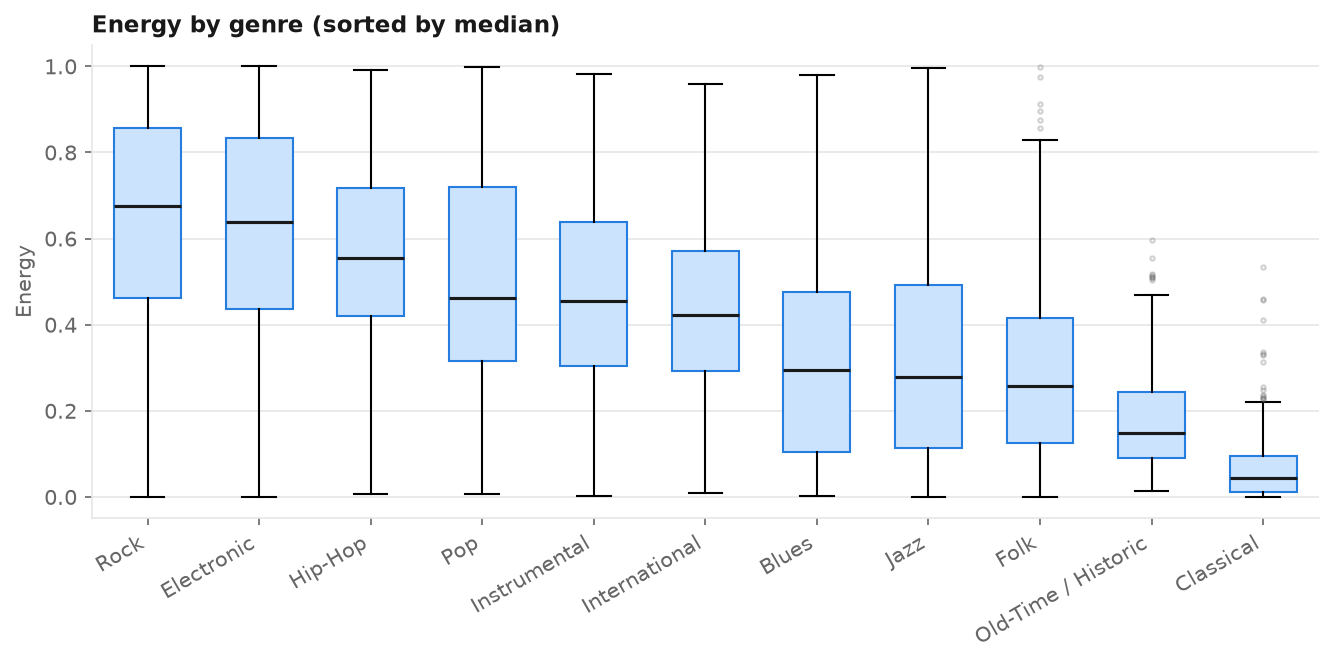 Energy by genre (sorted by median)
Energy
1.0
0.8
0.6
0.4
0.2
0.0
Rock
Electronic
Hip-Hop
Pop
Instrumental
International
Blues
Jazz
Folk
Old-Time / Historic
Classical